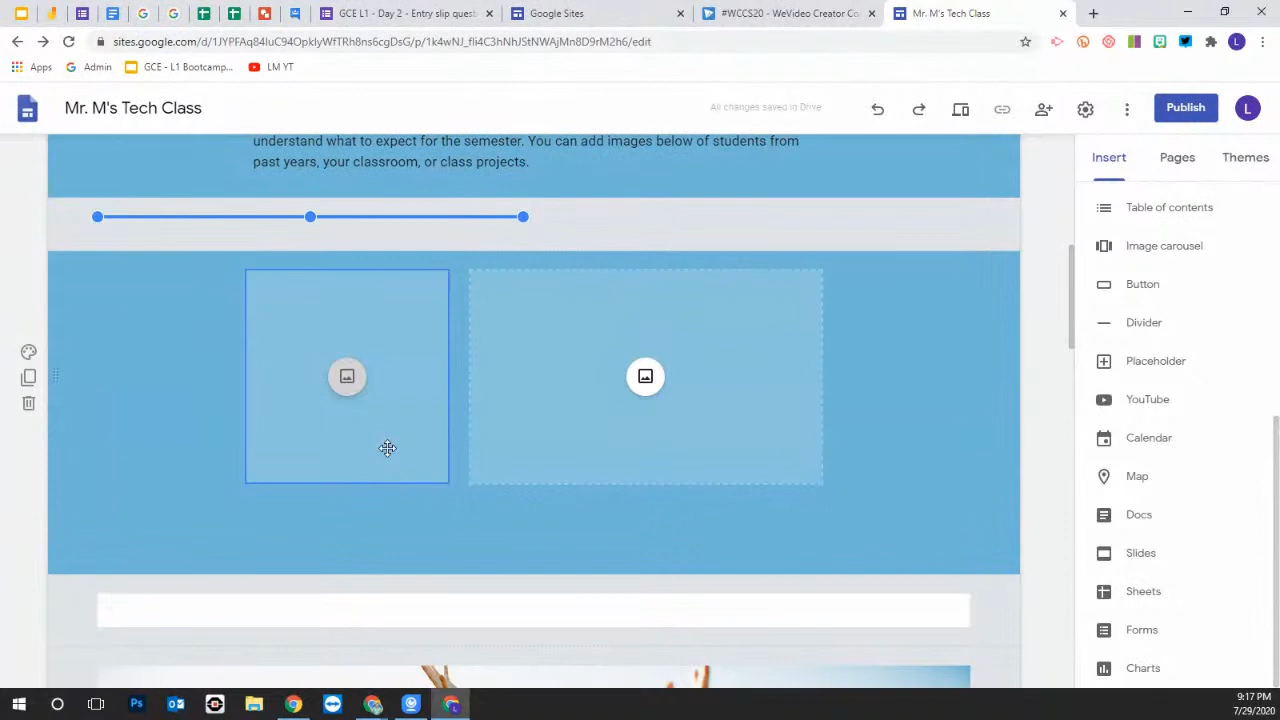 GCE L1 - Day 2 - Entry slip quest
Google Sites
#WCCS20 - WeVideo Creator Co
Mr. M's Tech Class
sites.google.com/d/1JYPFAq84luC94OpkIyWfTRh8ns6cgDsG/p/1k4wNJ_fli4C3hNhJStNWAjMn8D9rM2h6/edit
Apps
Admin
GCE - L1 Bootcamp...
LM YT
Mr. M's Tech Class
All changes saved in Drive
Publish
L
understand what to expect for the semester. You can add images below of students from
past years, your classroom, or class projects.
Insert
Pages
Themes
Table of contents
Image carousel
Button
Divider
Placeholder
YouTube
Calendar
Map
Docs
Slides
Sheets
Forms
Charts
9:17 PM
7/29/2020